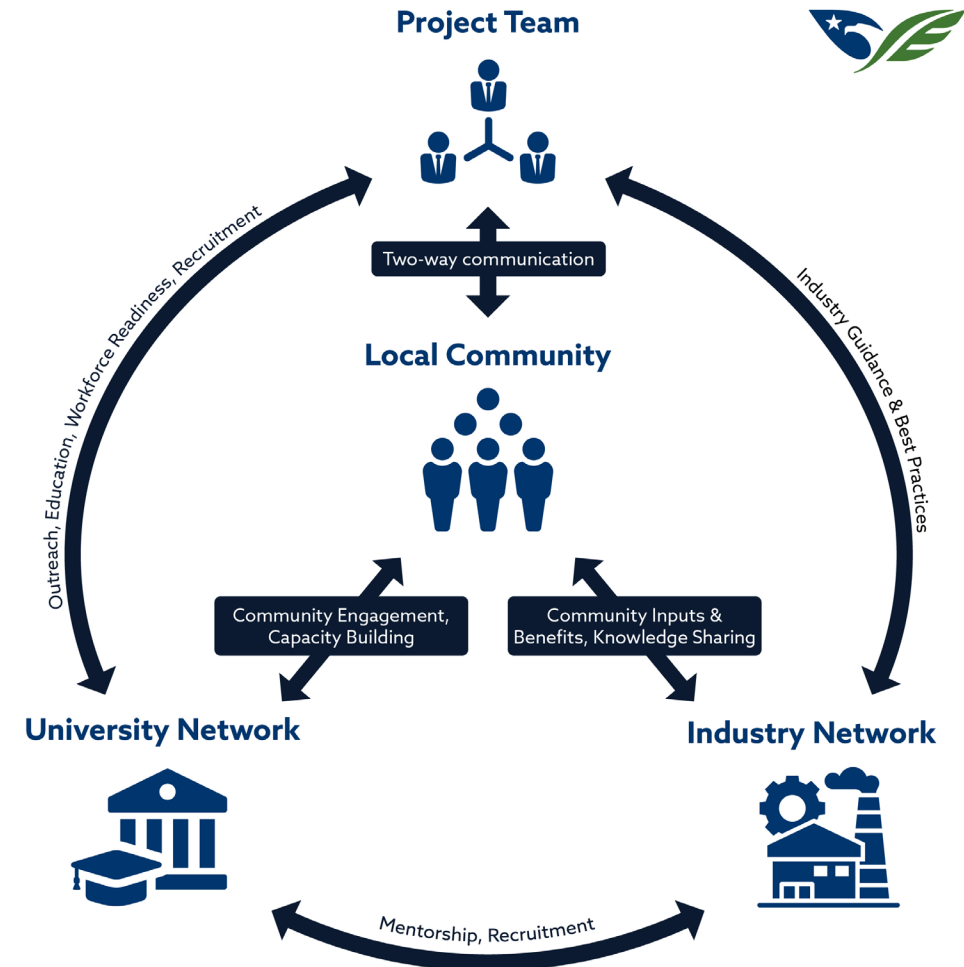 Project Team
Outreach, Education, Workforce Readiness, Recruitment
Two-way communication
Industry Guidance & Best Practices
Local Community
Community Engagement,
Capacity Building
Community Inputs &
Benefits, Knowledge Sharing
University Network
Industry Network
Mentorship, Recruitment